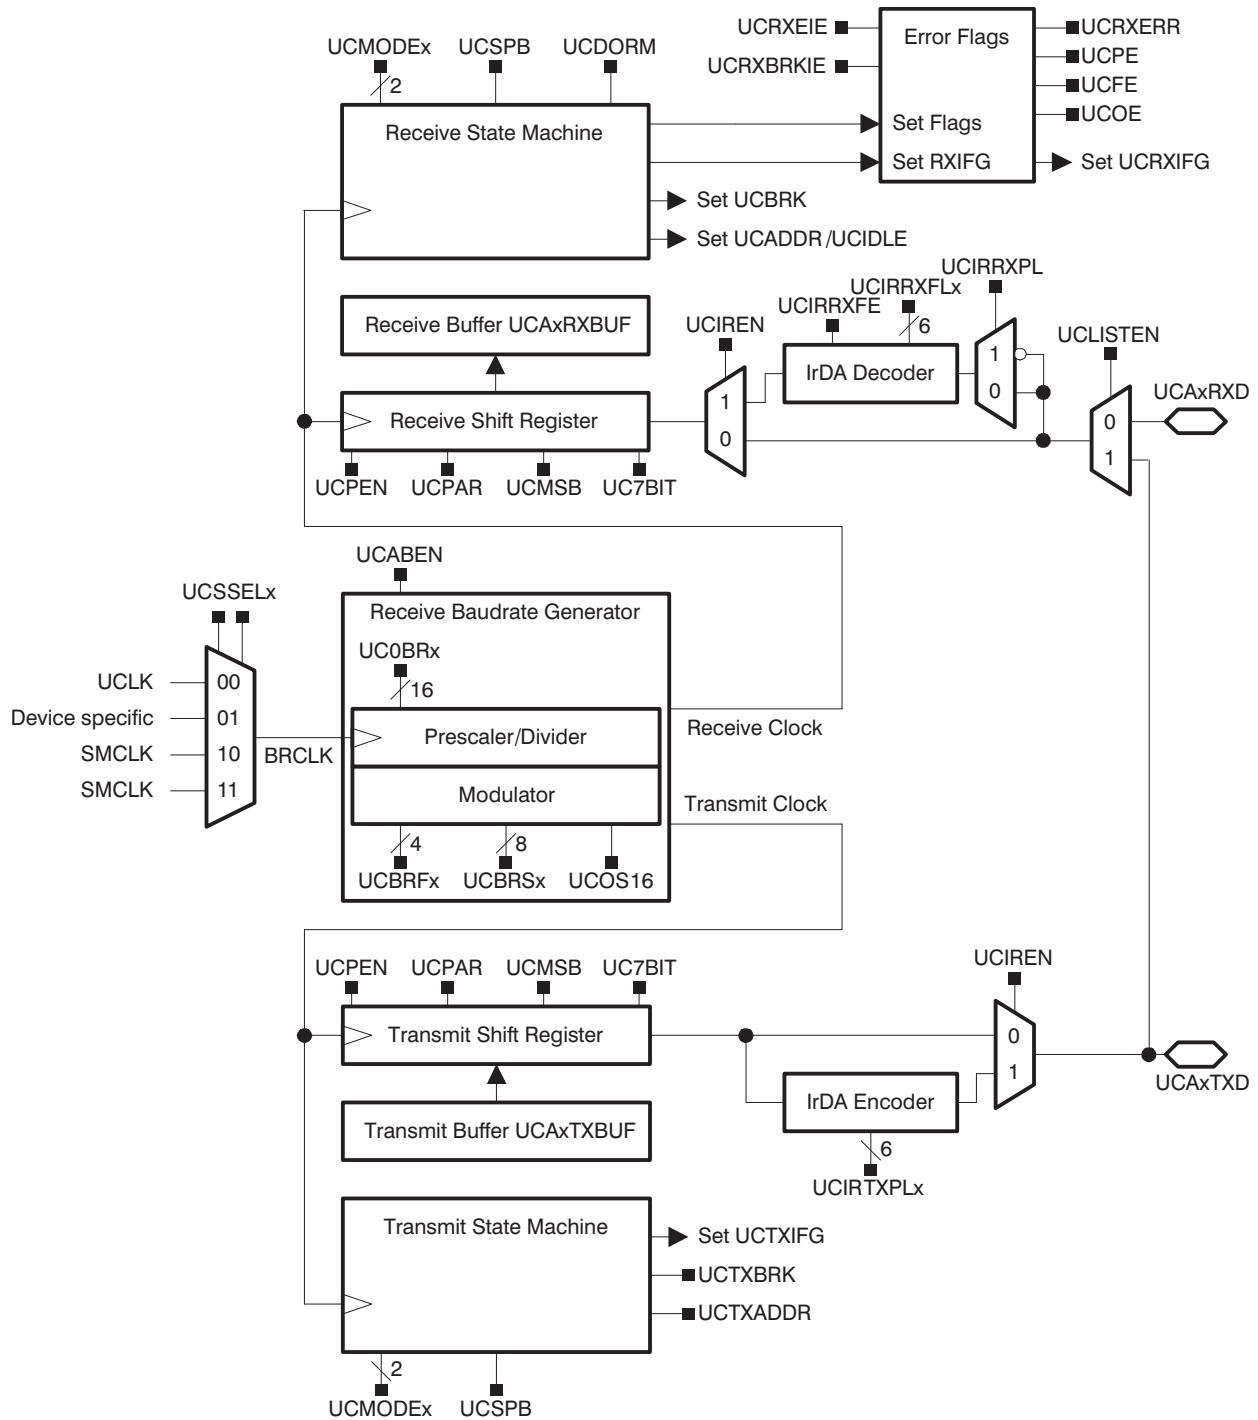 UCMODEx
2
UCSPB
UCDORM
Receive State Machine
UCRXEIE
UCRXBRKIE
Error Flags
Set Flags
Set RXIFG
UCRXERR
UCPE
UCFE
UCOE
Set UCRXIFG
Set UCBRK
Set UCADDR /UCIDLE
Receive Buffer UCAxRXBUF
Receive Shift Register
UCPEN
UCPAR
UCMSB
UC7BIT
UCIREN
1
0
UCIRRXFE
UCIRRXFLx
6
IrDA Decoder
UCIRRXPL
1
0
UCLISTEN
0
1
UCAxRXD
UCABEN
Receive Baudrate Generator
UC0BRx
16
Prescaler/Divider
Modulator
4
UCBRFx
8
UCBRSx
UCOS16
UCSSELx
UCLK
00
Device specific
01
SMCLK
10
SMCLK
11
BRCLK
Receive Clock
Transmit Clock
UCPEN
UCPAR
UCMSB
UC7BIT
Transmit Shift Register
Transmit Buffer UCAxTXBUF
UCIREN
0
1
IrDA Encoder
6
UCIRTXPLx
UCAxTXD
Transmit State Machine
Set UCTXIFG
UCTXBRK
UCTXADDR
2
UCMODEx
UCSPB